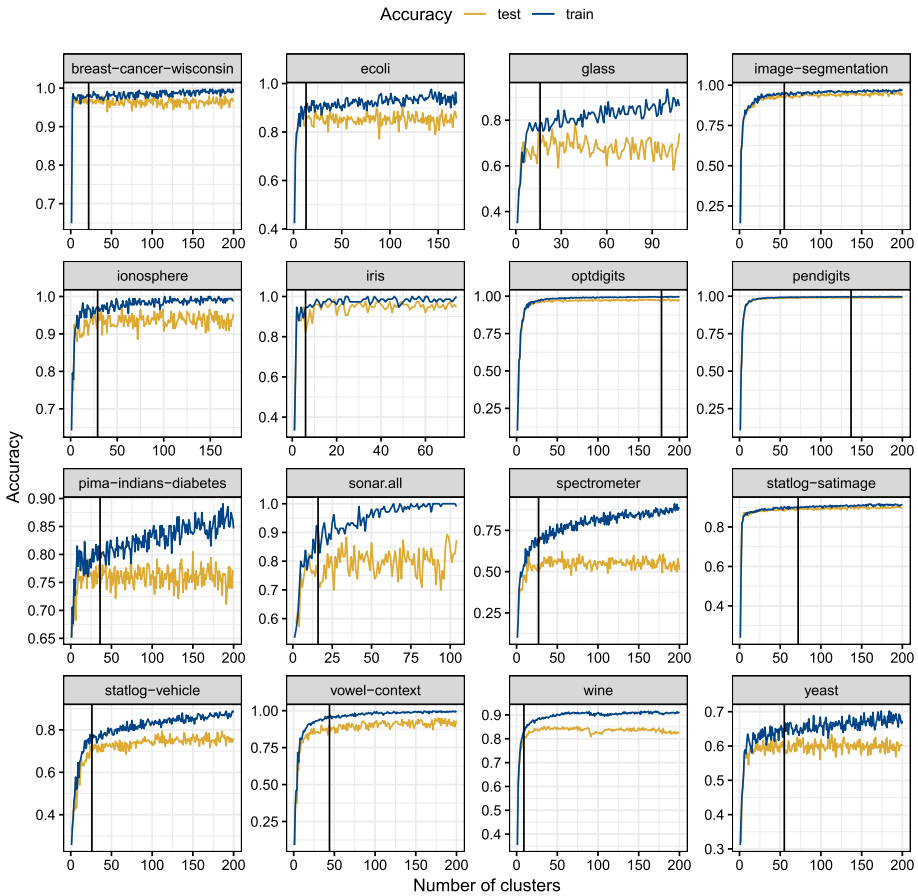 Accuracy test train
breast−cancer−wisconsin ecoli glass image−segmentation
1.0 0.9 0.8 0.7
0 50 100 150 200
1.0 0.8 0.6 0.4
0 50 100 150
0.8 0.6 0.4
0 30 60 90
1.00 0.75 0.50 0.25
0 50 100 150 200
ionosphere iris optdigits pendigits
1.0 0.9 0.8 0.7
0 50 100 150
1.0 0.8 0.6 0.4
0 20 40 60
1.00 0.75 0.50 0.25
0 50 100 150 200
1.00 0.75 0.50 0.25
0 50 100 150 200
Accuracy
pima−indians−diabetes sonar.all spectrometer statlog−satimage
0.90 0.85 0.80 0.75 0.70 0.65
0 50 100 150 200
1.0 0.9 0.8 0.7 0.6
0 25 50 75 100
0.75 0.50 0.25
0 50 100 150 200
0.8 0.6 0.4
0 50 100 150 200
statlog−vehicle vowel−context wine yeast
0.8 0.6 0.4
0 50 100 150 200
1.00 0.75 0.50 0.25
0 50 100 150 200
0.9 0.8 0.7 0.6 0.5 0.4
0 50 100 150 200
0.7 0.6 0.5 0.4 0.3
0 50 100 150 200
Number of clusters